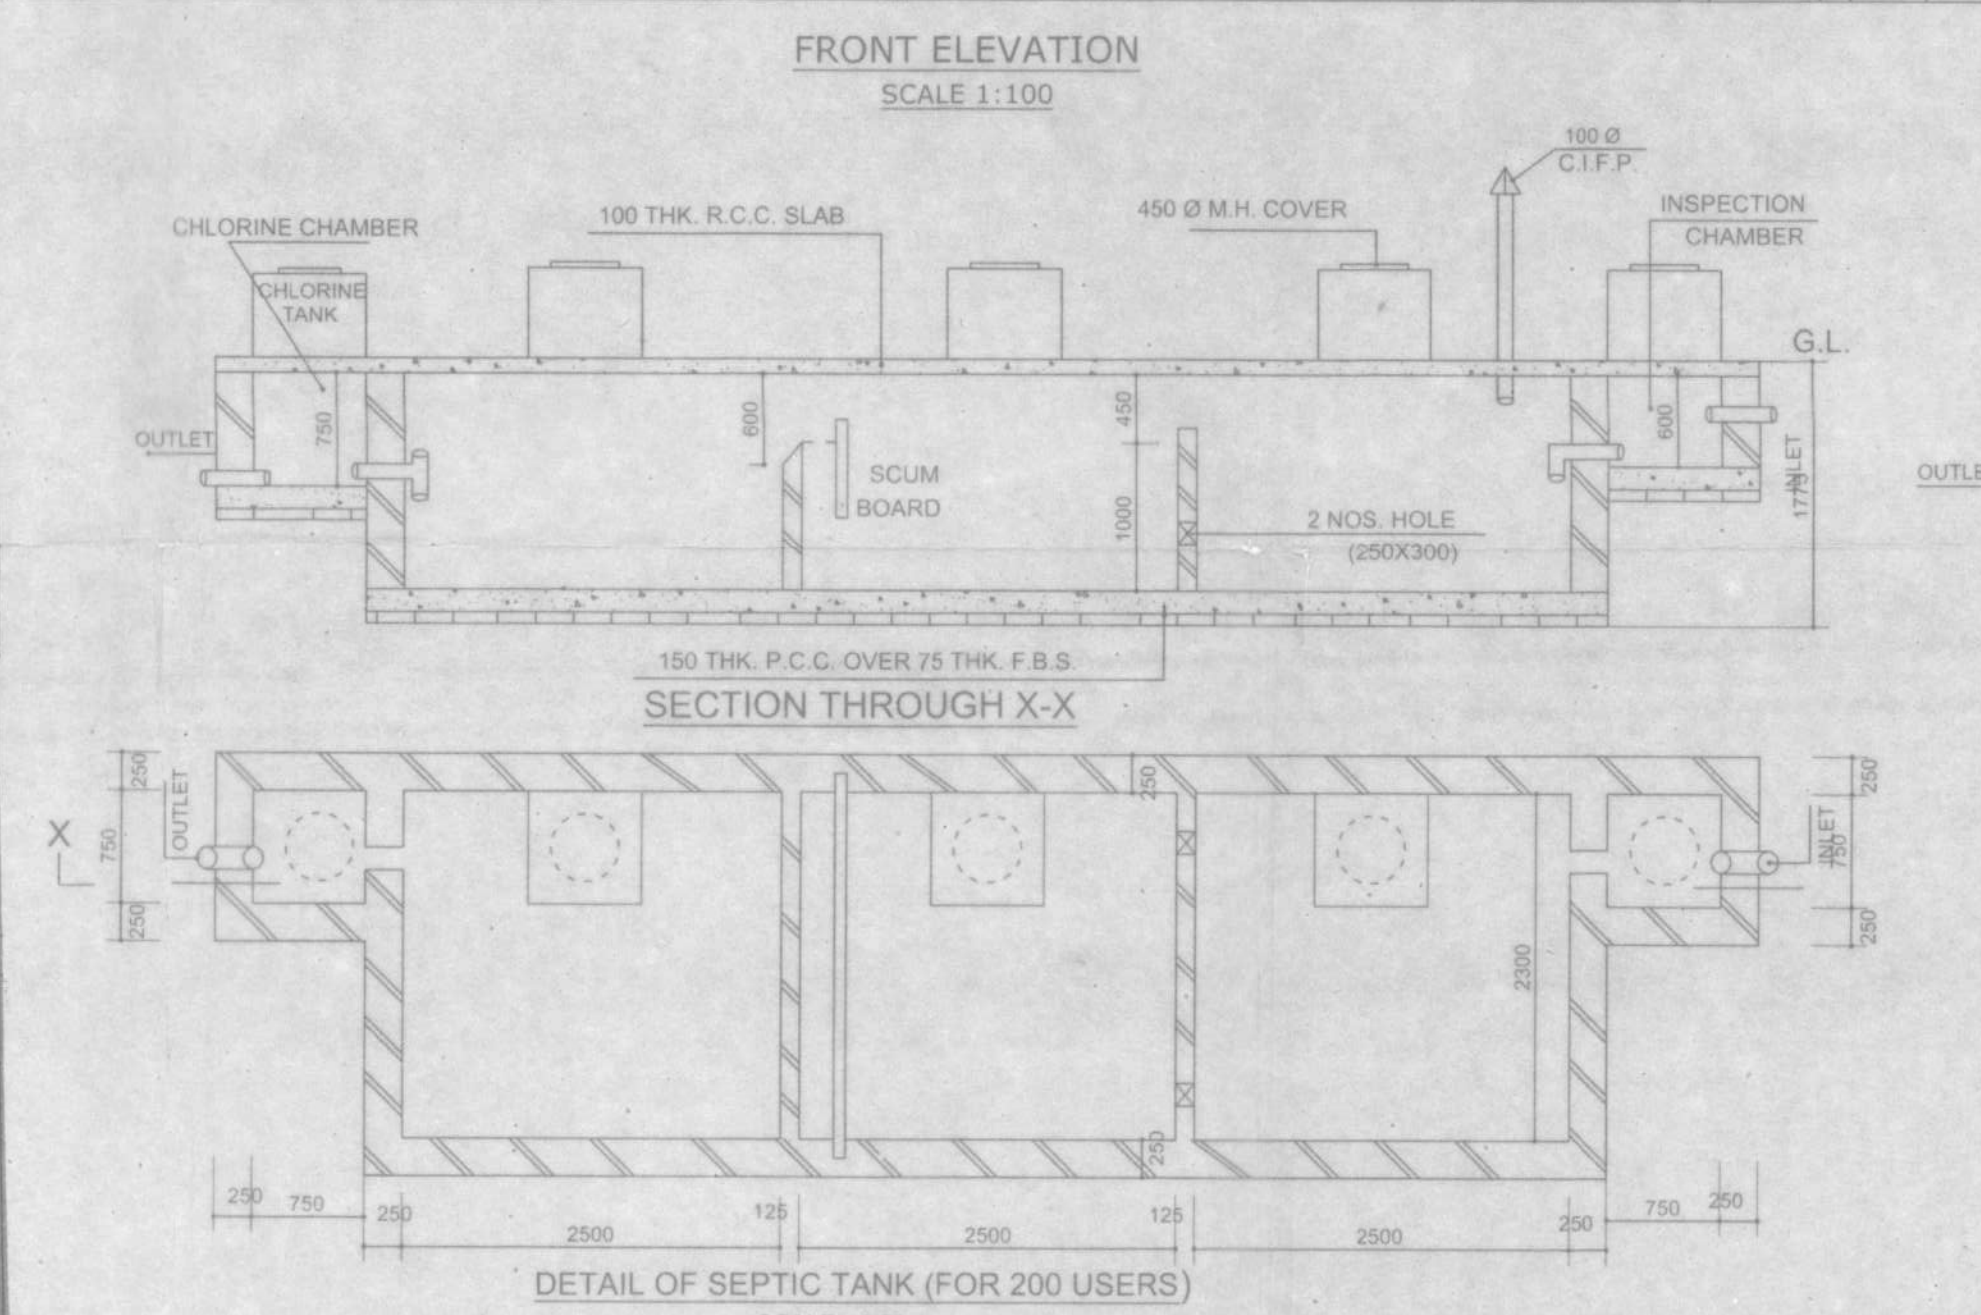 FRONT ELEVATION
SCALE 1:100
100 Ø
C.I.F.P.
CHLORINE CHAMBER
100 THK. R.C.C. SLAB
450 Ø M.H. COVER
INSPECTION
CHAMBER
CHLORINE
TANK
G.L.
OUTLET
750
600
450
600
INLET
1775
SCUM
BOARD
1000
2 NOS. HOLE
(250X300)
150 THK. P.C.C. OVER 75 THK. F.B.S.
SECTION THROUGH X-X
250
OUTLET
250
250
X
750
INLET
750
250
250
2300
250
250
750
250
2500
125
2500
125
2500
250
750
250
DETAIL OF SEPTIC TANK (FOR 200 USERS)